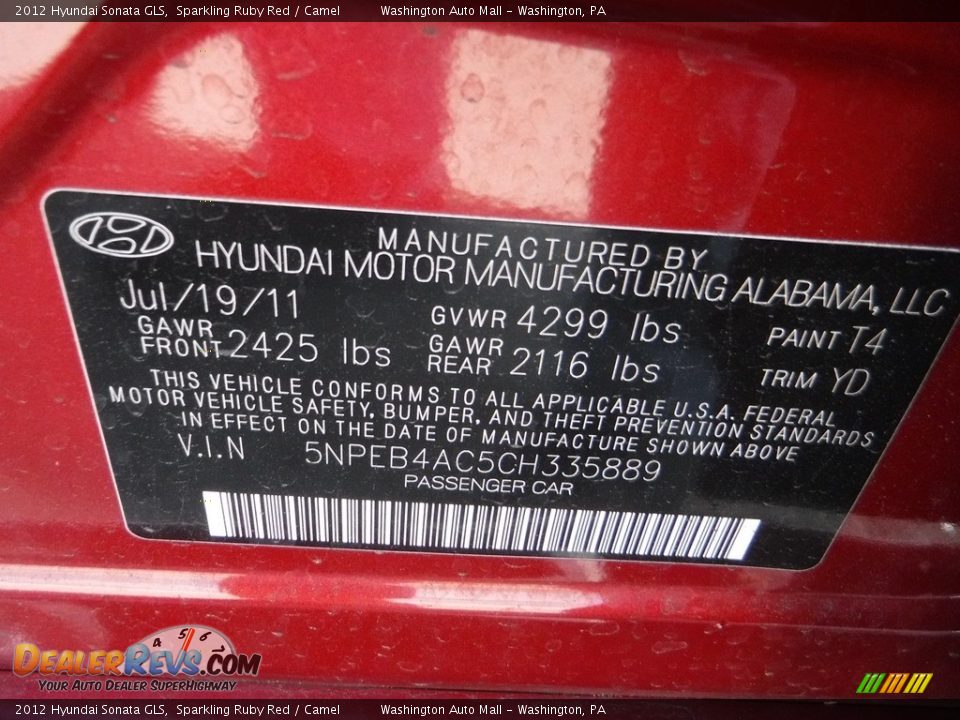 2012 Hyundai Sonata GLS, Sparkling Ruby Red / Camel Washington Auto Mall - Washington, PA
MANUFACTURED BY
HYUNDAI MOTOR MANUFACTURING ALABAMA, LLC
Jul/19/11 GVWR 4299 lbs PAINT T4
GAWR FRONT 2425 lbs GAWR REAR 2116 lbs TRIM YD
THIS VEHICLE CONFORMS TO ALL APPLICABLE U.S.A. FEDERAL
MOTOR VEHICLE SAFETY, BUMPER, AND THEFT PREVENTION STANDARDS
IN EFFECT ON THE DATE OF MANUFACTURE SHOWN ABOVE
V.I.N 5NPEB4AC5CH335889
PASSENGER CAR
4 5 6
DEALERREVS.COM
YOUR AUTO DEALER SUPERHIGHWAY
2012 Hyundai Sonata GLS, Sparkling Ruby Red / Camel Washington Auto Mall - Washington, PA